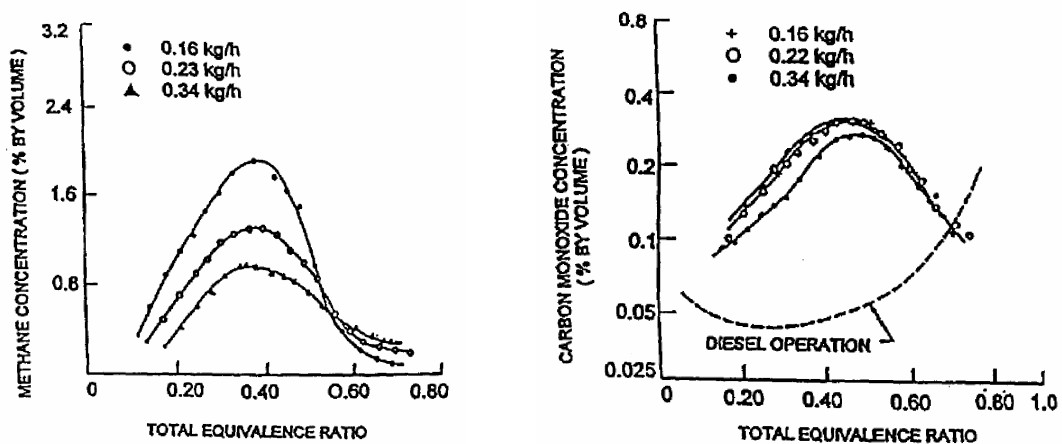 3.2
2.4
1.6
0.8
0
0.20
0.40
0.60
0.80
METHANE CONCENTRATION ( % BY VOLUME )
TOTAL EQUIVALENCE RATIO
0.16 kg/h
0.23 kg/h
0.34 kg/h
0.8
0.4
0.2
0.1
0.05
0.025
0
0.20
0.40
0.60
0.80
1.0
CARBON MONOXIDE CONCENTRATION
( % BY VOLUME )
TOTAL EQUIVALENCE RATIO
0.16 kg/h
0.22 kg/h
0.34 kg/h
DIESEL OPERATION